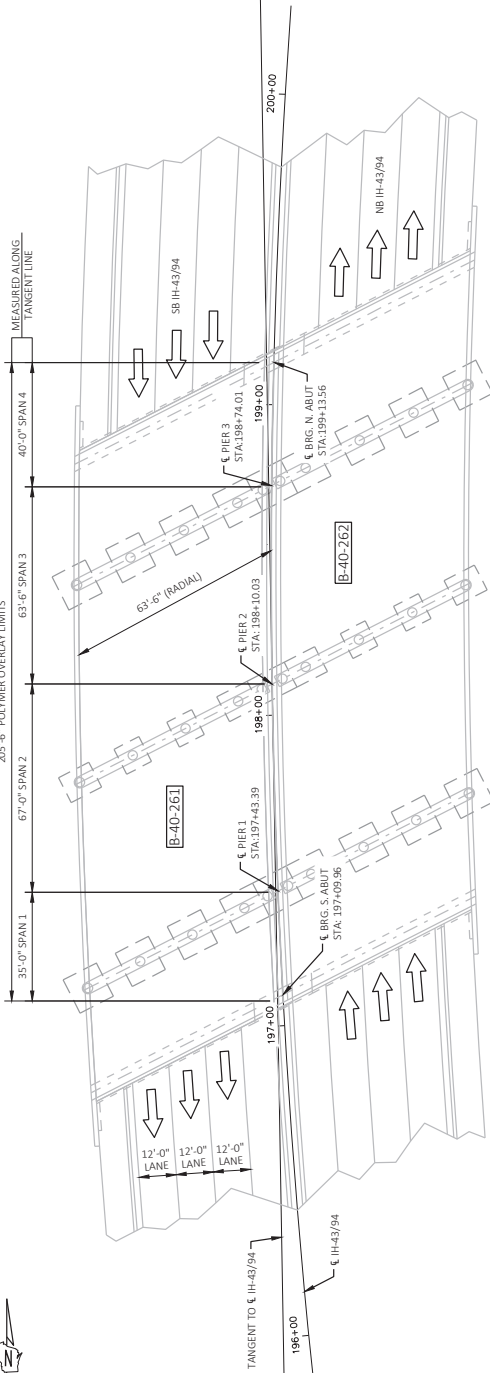 N
205'-6" POLYMER OVERLAY LIMITS
MEASURED ALONG
TANGENT LINE
35'-0" SPAN 1
67'-0" SPAN 2
63'-6" SPAN 3
40'-0" SPAN 4
SB IH-43/94
B-40-261
63'-6" (RADIAL)
℄ PIER 1
STA:197+43.39
℄ PIER 2
STA: 198+10.03
℄ PIER 3
STA:198+74.01
12'-0"
LANE
12'-0"
LANE
12'-0"
LANE
TANGENT TO ℄ IH-43/94
196+00
197+00
198+00
199+00
200+00
℄ IH-43/94
℄ BRG. S. ABUT
STA: 197+09.96
℄ BRG. N. ABUT
STA:199+13.56
B-40-262
NB IH-43/94